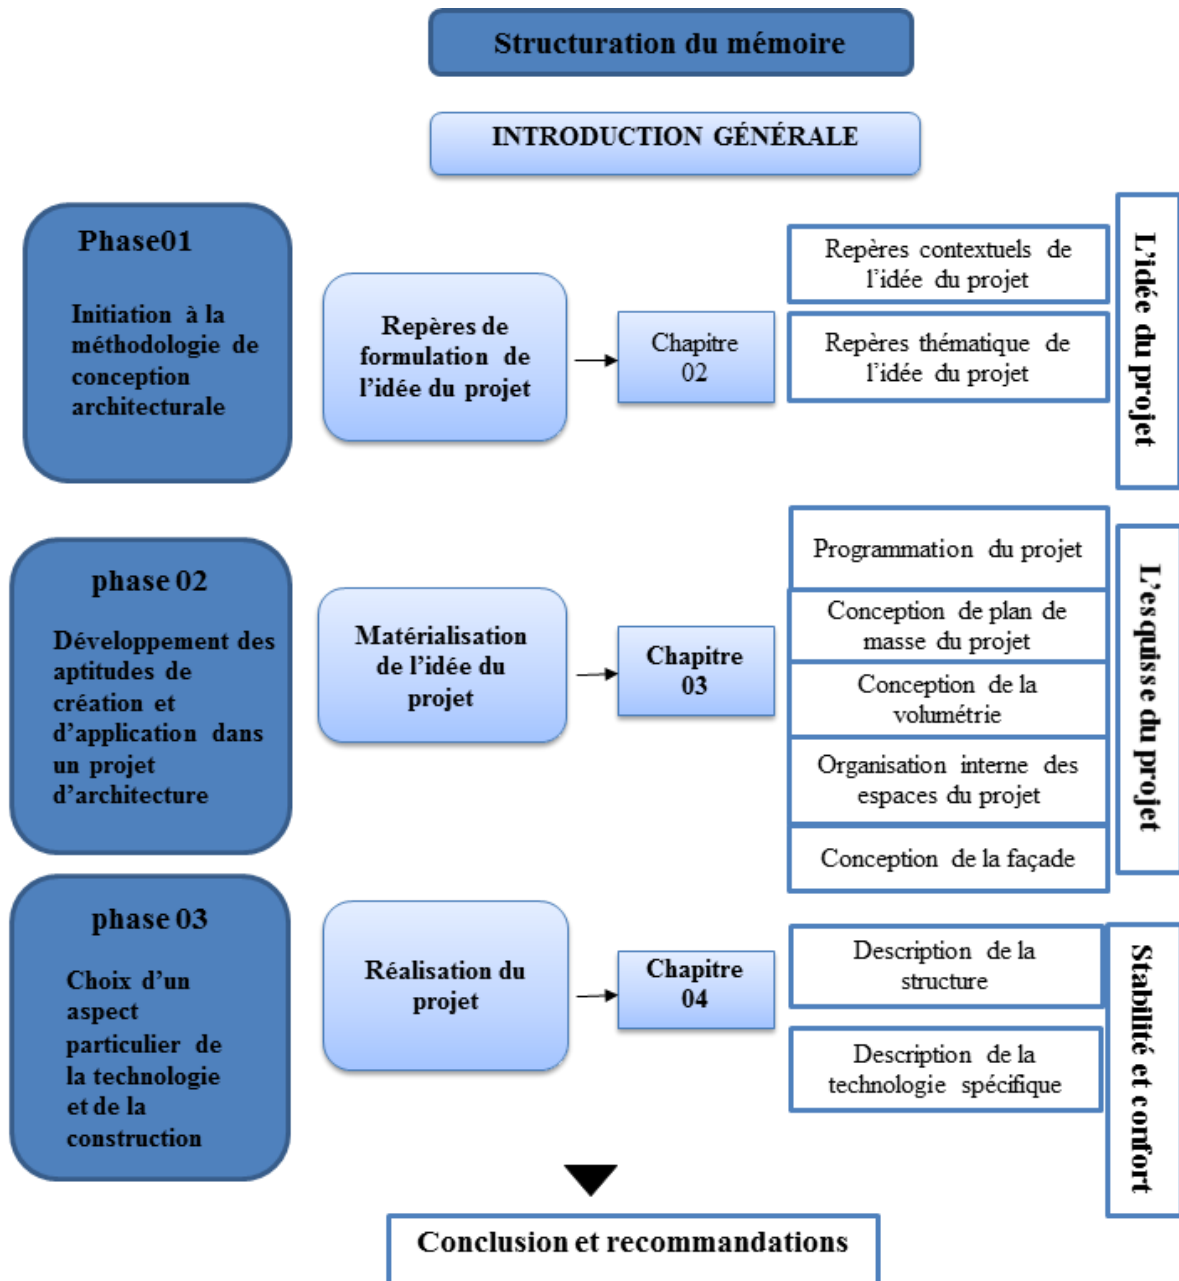 Structuration du mémoire
INTRODUCTION GÉNÉRALE
Phase01
Initiation à la
méthodologie de
conception
architecturale
Repères de
formulation de
l'idée du projet
Chapitre
02
Repères contextuels de
l'idée du projet
Repères thématique de
l'idée du projet
L'idée du projet
phase 02
Développement des
aptitudes de
création et
d'application dans
un projet
d'architecture
Matérialisation
de l'idée du
projet
Chapitre
03
Programmation du projet
Conception de plan de
masse du projet
Conception de la
volumétrie
Organisation interne des
espaces du projet
Conception de la façade
L'esquisse du projet
phase 03
Choix d'un
aspect
particulier de
la technologie
et de la
construction
Réalisation du
projet
Chapitre
04
Description de la
structure
Description de la
technologie spécifique
Stabilité et confort
Conclusion et recommandations